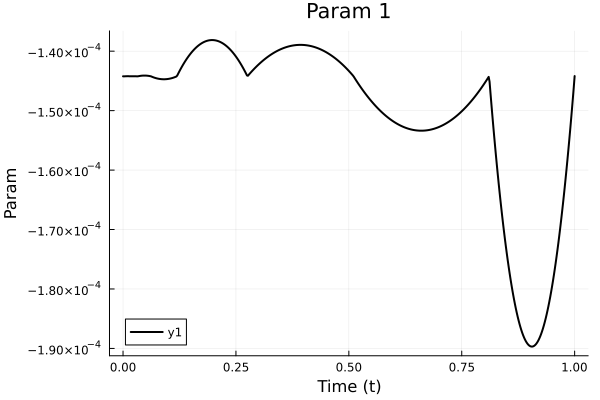 Param 1
Param
−1.40×10⁻⁴
−1.50×10⁻⁴
−1.60×10⁻⁴
−1.70×10⁻⁴
−1.80×10⁻⁴
−1.90×10⁻⁴
y1
0.00 0.25 0.50 0.75 1.00
Time (t)